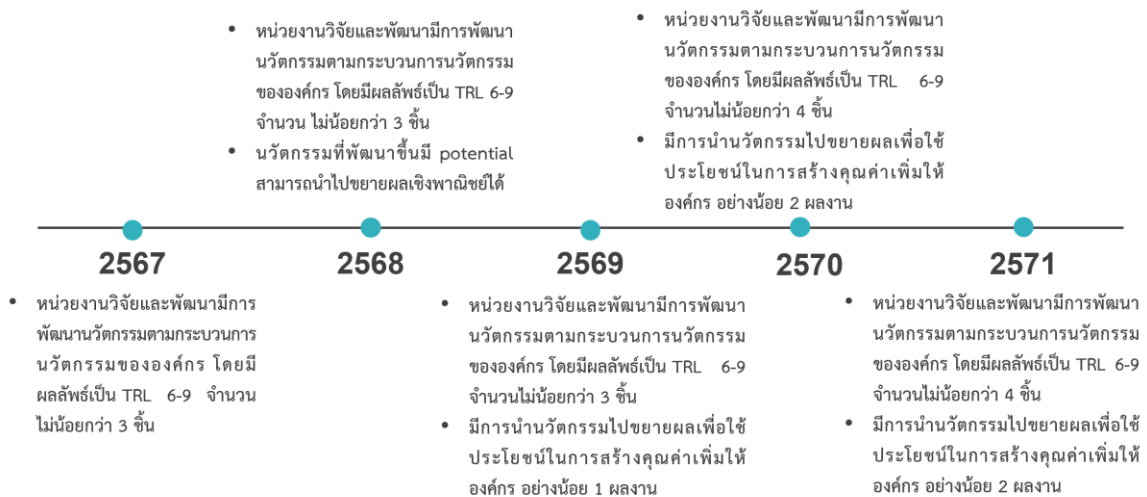 • หน่วยงานวิจัยและพัฒนามีการพัฒนา
นวัตกรรมตามกระบวนการนวัตกรรม
ขององค์กร โดยมีผลลัพธ์เป็น TRL 6-9
จำนวน ไม่น้อยกว่า 3 ชิ้น
• นวัตกรรมที่พัฒนาขึ้นมี potential
สามารถนำไปขยายผลเชิงพาณิชย์ได้
• หน่วยงานวิจัยและพัฒนามีการพัฒนา
นวัตกรรมตามกระบวนการนวัตกรรม
ขององค์กร โดยมีผลลัพธ์เป็น TRL 6-9
จำนวนไม่น้อยกว่า 4 ชิ้น
• มีการนำนวัตกรรมไปขยายผลเพื่อใช้
ประโยชน์ในการสร้างคุณค่าเพิ่มให้
องค์กร อย่างน้อย 2 ผลงาน
2567
2568
2569
2570
2571
• หน่วยงานวิจัยและพัฒนามีการ
พัฒนานวัตกรรมตามกระบวนการ
นวัตกรรมขององค์กร โดยมี
ผลลัพธ์เป็น TRL 6-9 จำนวน
ไม่น้อยกว่า 3 ชิ้น
• หน่วยงานวิจัยและพัฒนามีการพัฒนา
นวัตกรรมตามกระบวนการนวัตกรรม
ขององค์กร โดยมีผลลัพธ์เป็น TRL 6-9
จำนวนไม่น้อยกว่า 3 ชิ้น
• มีการนำนวัตกรรมไปขยายผลเพื่อใช้
ประโยชน์ในการสร้างคุณค่าเพิ่มให้
องค์กร อย่างน้อย 1 ผลงาน
• หน่วยงานวิจัยและพัฒนามีการพัฒนา
นวัตกรรมตามกระบวนการนวัตกรรม
ขององค์กร โดยมีผลลัพธ์เป็น TRL 6-9
จำนวนไม่น้อยกว่า 4 ชิ้น
• มีการนำนวัตกรรมไปขยายผลเพื่อใช้
ประโยชน์ในการสร้างคุณค่าเพิ่มให้
องค์กร อย่างน้อย 2 ผลงาน